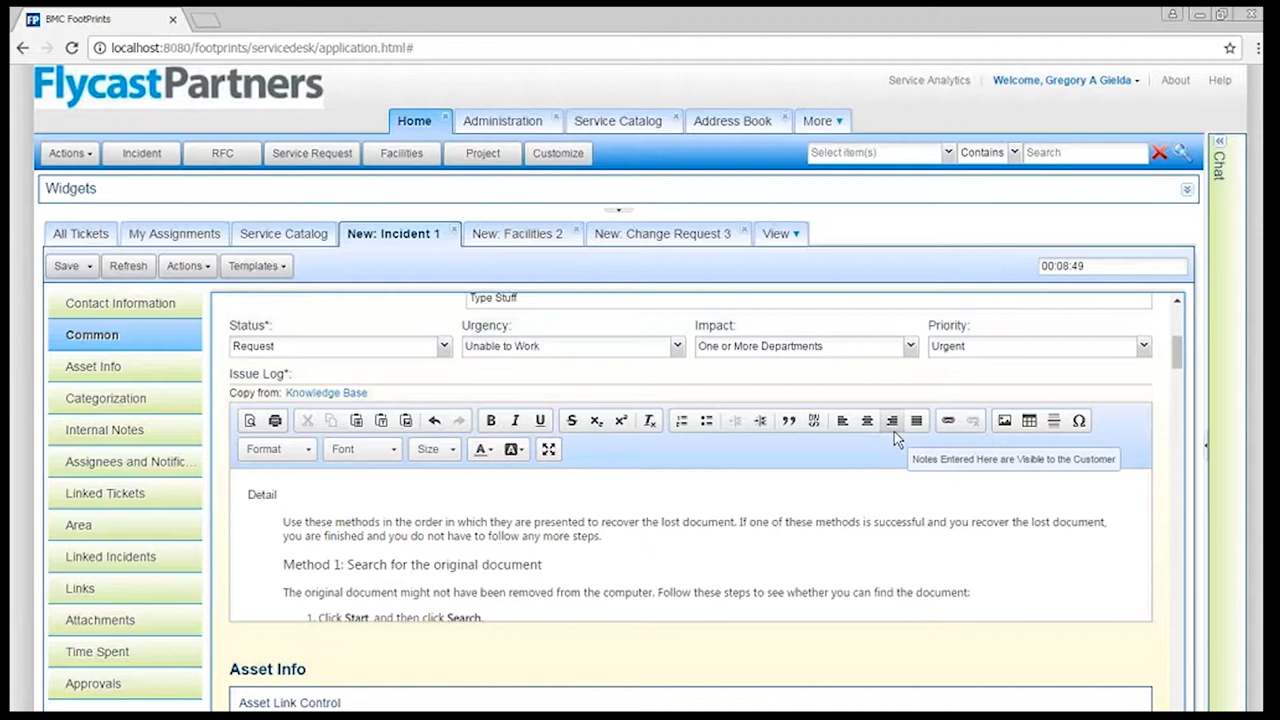 FP BMC FootPrints
localhost:8080/footprints/servicedesk/application.html#
FlycastPartners
Service Analytics Welcome, Gregory A Gielda About Help
Home Administration Service Catalog Address Book More
Actions Incident RFC Service Request Facilities Project Customize Select item(s) Contains Search
Chat
Widgets
All Tickets My Assignments Service Catalog New: Incident 1 New: Facilities 2 New: Change Request 3 View
Save Refresh Actions Templates 00:08:49
Contact Information
Common
Asset Info
Categorization
Internal Notes
Assignees and Notific...
Linked Tickets
Area
Linked Incidents
Links
Attachments
Time Spent
Approvals
Type Stuff
Status*: Urgency: Impact: Priority:
Request Unable to Work One or More Departments Urgent
Issue Log*:
Copy from: Knowledge Base
B I U S x₂ x² Tx Ω
Format Font Size A A
Notes Entered Here are Visible to the Customer
Detail
Use these methods in the order in which they are presented to recover the lost document. If one of these methods is successful and you recover the lost document,
you are finished and you do not have to follow any more steps.
Method 1: Search for the original document
The original document might not have been removed from the computer. Follow these steps to see whether you can find the document:
1. Click Start, and then click Search.
Asset Info
Asset Link Control